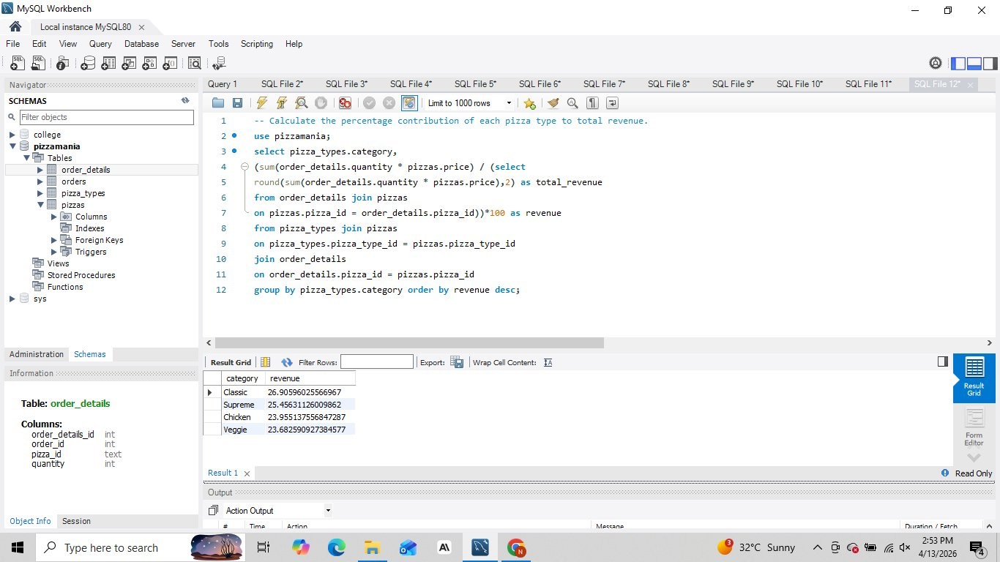 MySQL Workbench
Local instance MySQL80
File Edit View Query Database Server Tools Scripting Help
Navigator
SCHEMAS
Filter objects
college
pizzamania
Tables
order_details
orders
pizza_types
pizzas
Columns
Indexes
Foreign Keys
Triggers
Views
Stored Procedures
Functions
sys
Administration Schemas
Information
Table: order_details
Columns:
order_details_id int
order_id int
pizza_id text
quantity int
Object Info Session
Query 1 SQL File 2* SQL File 3* SQL File 4* SQL File 5* SQL File 6* SQL File 7* SQL File 8* SQL File 9* SQL File 10* SQL File 11* SQL File 12*
Limit to 1000 rows
1 -- Calculate the percentage contribution of each pizza type to total revenue.
2 use pizzamania;
3 select pizza_types.category,
4 (sum(order_details.quantity * pizzas.price) / (select
5 round(sum(order_details.quantity * pizzas.price),2) as total_revenue
6 from order_details join pizzas
7 on pizzas.pizza_id = order_details.pizza_id))*100 as revenue
8 from pizza_types join pizzas
9 on pizza_types.pizza_type_id = pizzas.pizza_type_id
10 join order_details
11 on order_details.pizza_id = pizzas.pizza_id
12 group by pizza_types.category order by revenue desc;
Result Grid Filter Rows: Export: Wrap Cell Content:
category revenue
Classic 26.90596025566967
Supreme 25.45631126009862
Chicken 23.955137556847287
Veggie 23.682590927384577
Result Grid
Form Editor
Result 1
Read Only
Output
Action Output
# Time Action Message Duration / Fetch
Type here to search
3
32°C Sunny
2:53 PM
4/13/2026
4